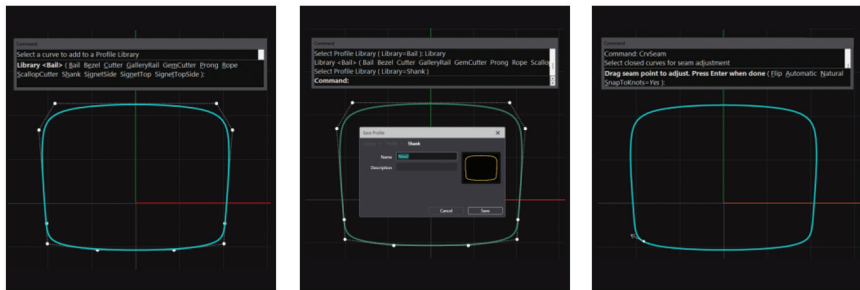 Command
Select a curve to add to a Profile Library
Library <Bail> ( Bail Bezel Cutter GalleryRail GemCutter Prong Rope
ScallopCutter Shank SignetSide SignetTop SignetTopSide ):
Command
Select Profile Library ( Library=Bail ): Library
Library <Bail> ( Bail Bezel Cutter GalleryRail GemCutter Prong Rope Scallop
Select Profile Library ( Library=Shank )
Command:
Save Profile
Shank
Name
Description
Cancel
Save
Command
Command: CrvSeam
Select closed curves for seam adjustment
Drag seam point to adjust. Press Enter when done ( Flip Automatic Natural
SnapToKnots=Yes ):